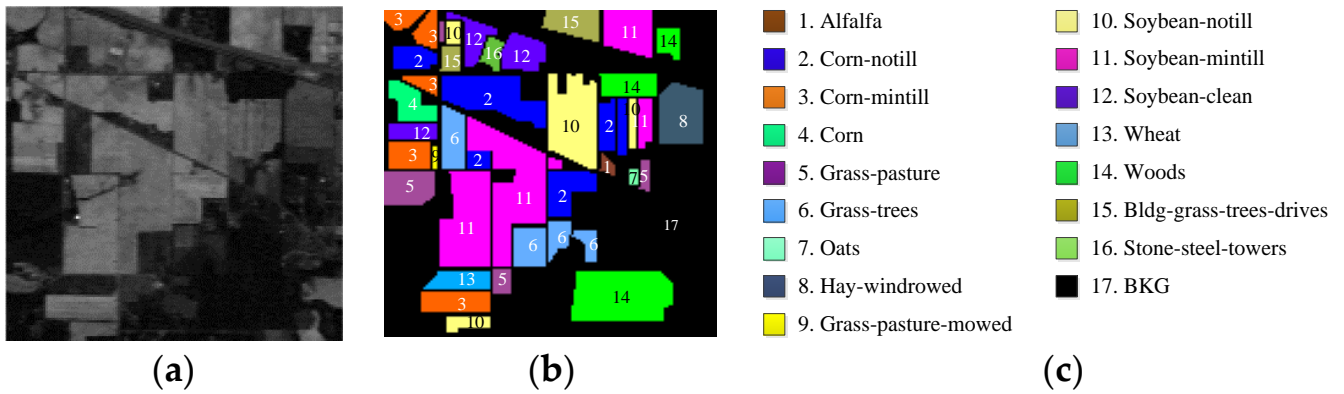 3
15
11
3
10
12
16
12
14
2
15
3
2
14
4
10
11
2
10
8
12
6
3
9
2
1
5
7
5
11
2
11
17
6
6
6
13
5
3
14
10
1. Alfalfa
2. Corn-notill
3. Corn-mintill
4. Corn
5. Grass-pasture
6. Grass-trees
7. Oats
8. Hay-windrowed
9. Grass-pasture-mowed
10. Soybean-notill
11. Soybean-mintill
12. Soybean-clean
13. Wheat
14. Woods
15. Bldg-grass-trees-drives
16. Stone-steel-towers
17. BKG
(a)
(b)
(c)